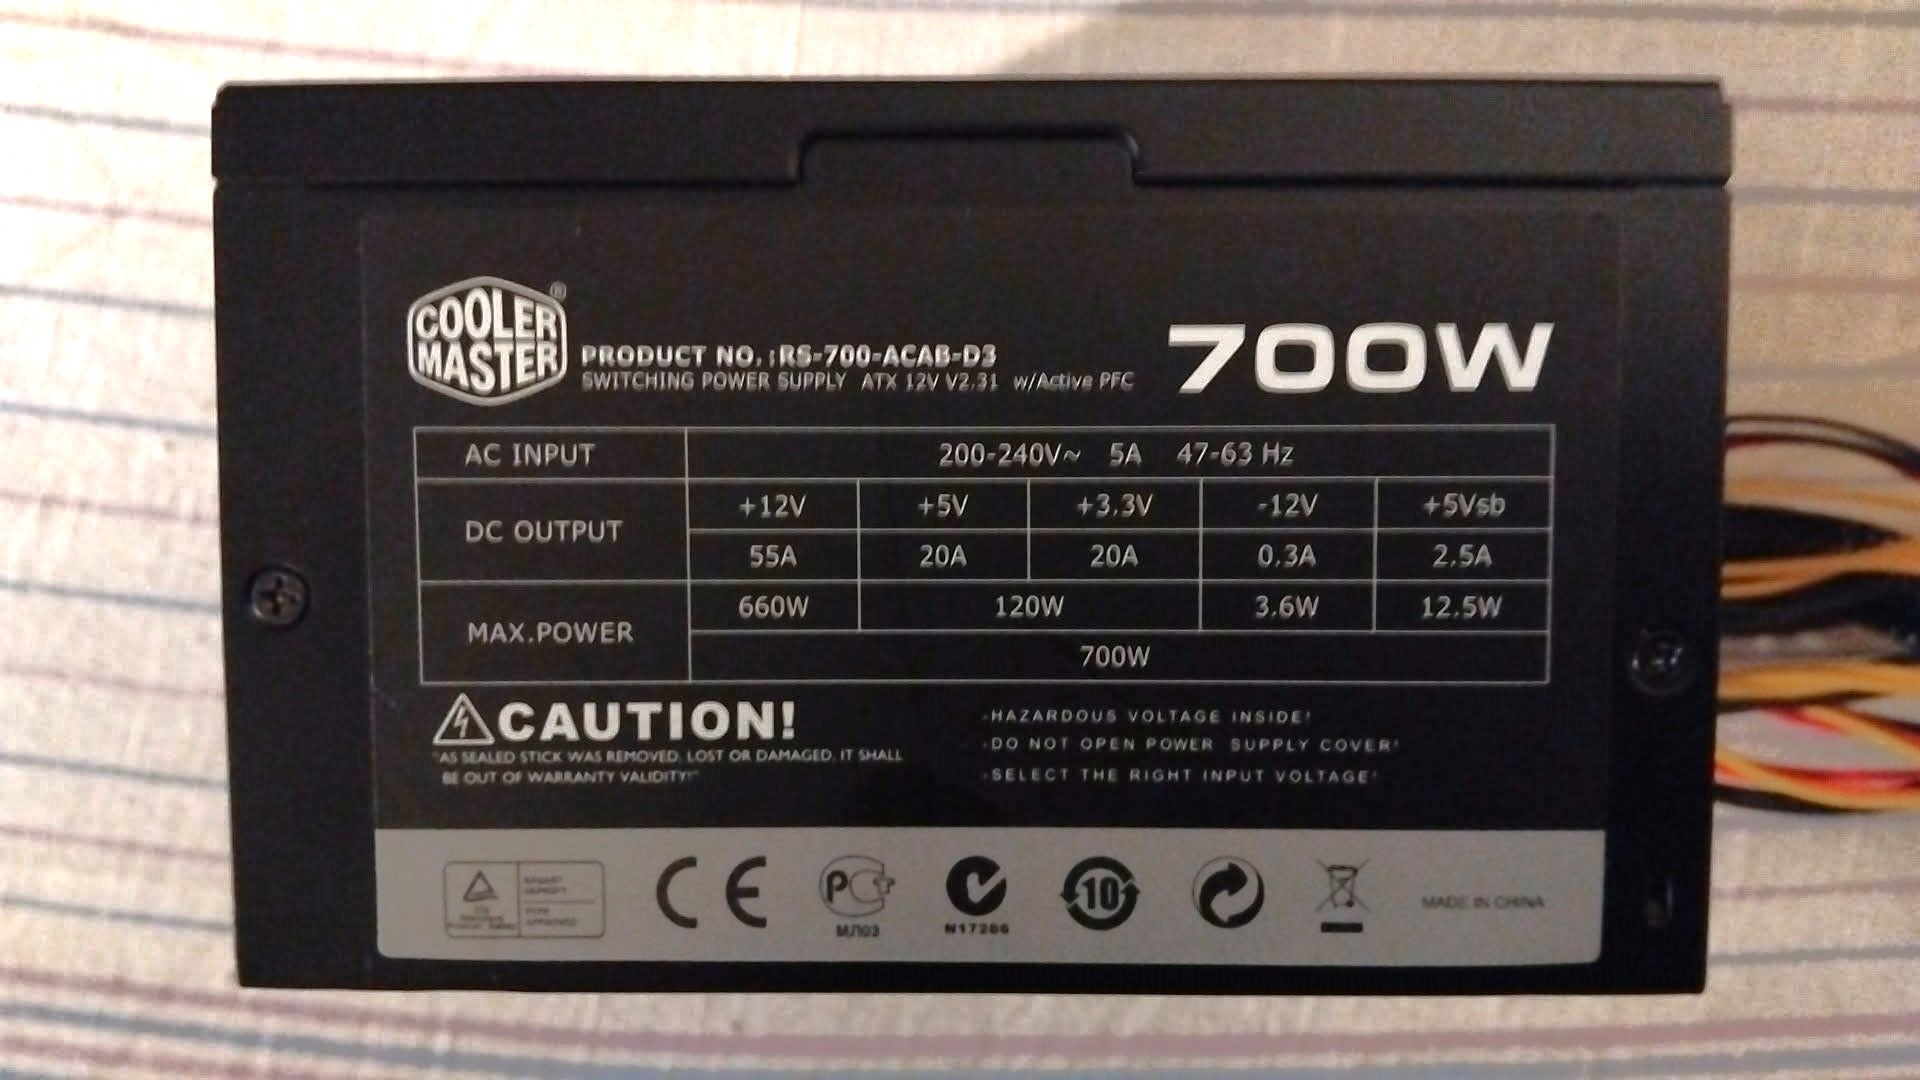 COOLER
MASTER
®
PRODUCT NO. : RS-700-ACAB-D3
SWITCHING POWER SUPPLY ATX 12V V2.31 w/Active PFC
700W
AC INPUT 200-240V~ 5A 47-63 Hz
DC OUTPUT +12V +5V +3.3V -12V +5Vsb
55A 20A 20A 0.3A 2.5A
MAX.POWER 660W 120W 3.6W 12.5W
700W
CAUTION!
"AS SEALED STICK WAS REMOVED, LOST OR DAMAGED, IT SHALL
BE OUT OF WARRANTY VALIDITY!"
-HAZARDOUS VOLTAGE INSIDE!
-DO NOT OPEN POWER SUPPLY COVER!
-SELECT THE RIGHT INPUT VOLTAGE!
TYPE
APPROVED
CE
PCT
МЛ03
N17286
10
MADE IN CHINA